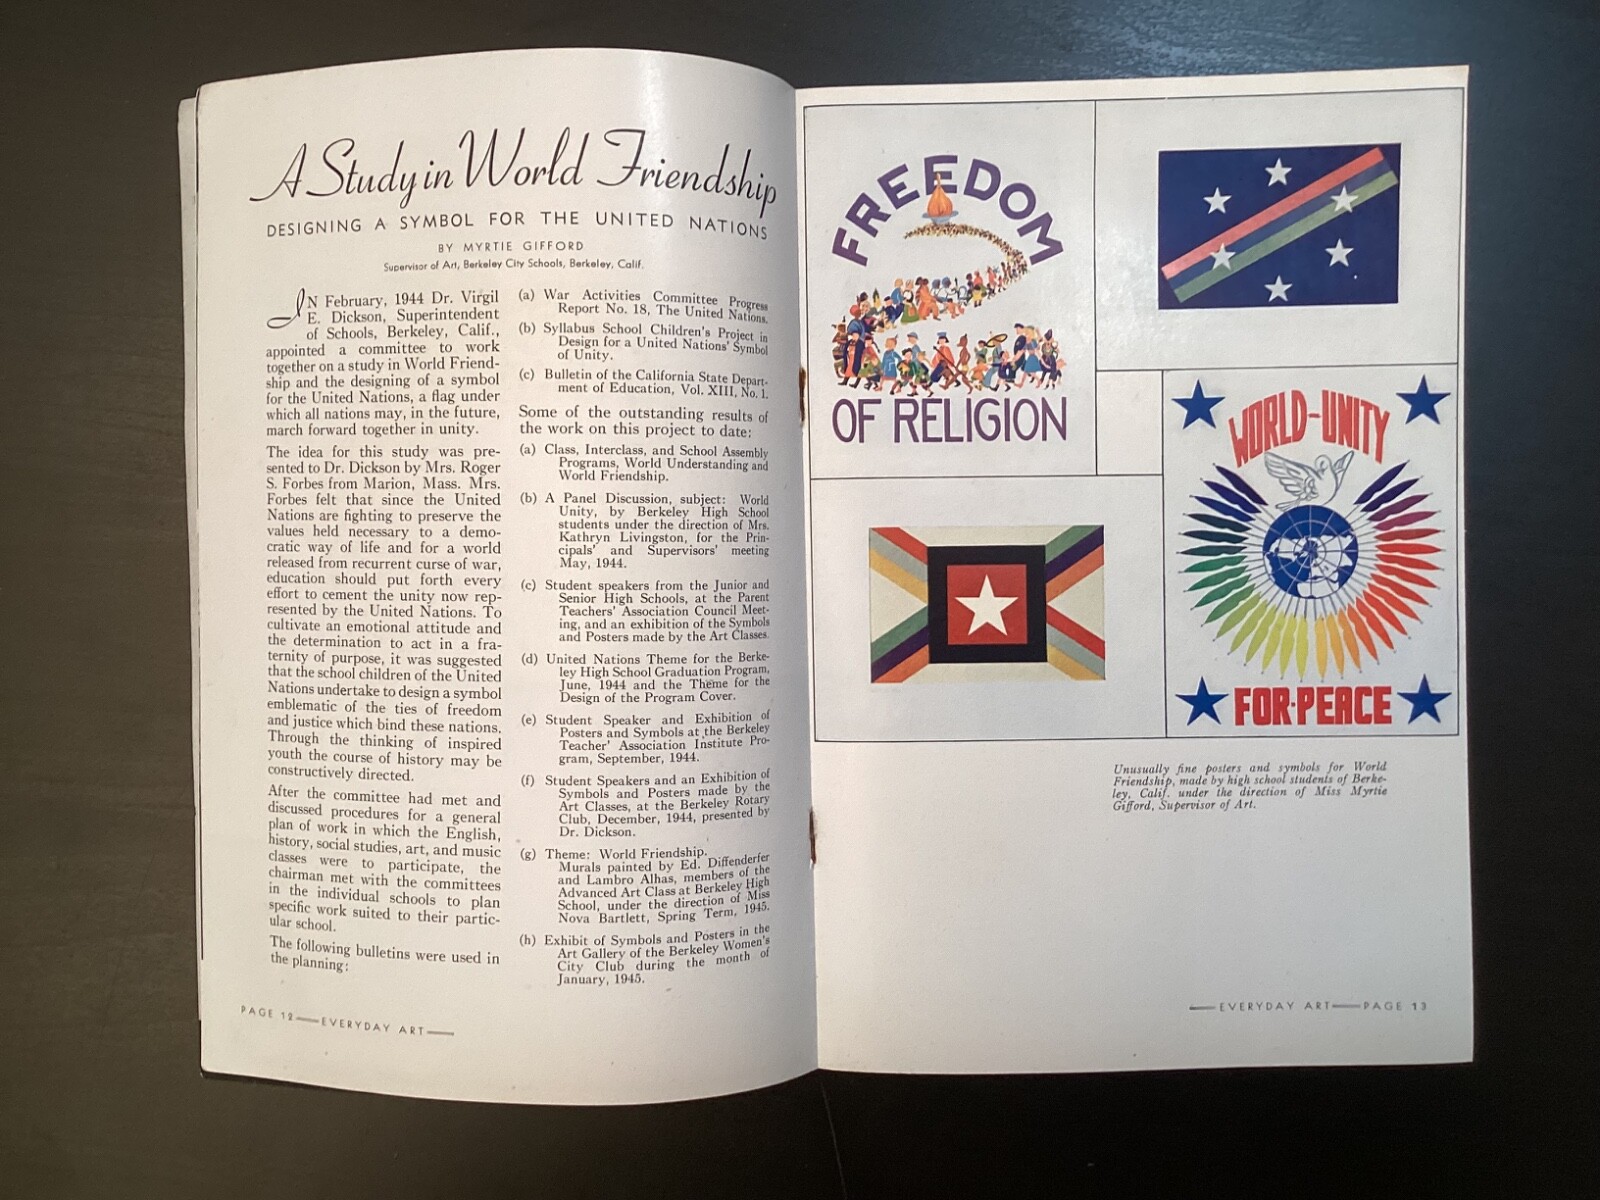 A Study in World Friendship
DESIGNING A SYMBOL FOR THE UNITED NATIONS
BY MYRTIE GIFFORD
Supervisor of Art, Berkeley City Schools, Berkeley, Calif.
IN February, 1944 Dr. Virgil
E. Dickson, Superintendent
of Schools, Berkeley, Calif.,
appointed a committee to work
together on a study in World Friend-
ship and the designing of a symbol
for the United Nations, a flag under
which all nations may, in the future,
march forward together in unity.
The idea for this study was pre-
sented to Dr. Dickson by Mrs. Roger
S. Forbes from Marion, Mass. Mrs.
Forbes felt that since the United
Nations are fighting to preserve the
values held necessary to a demo-
cratic way of life and for a world
released from recurrent curse of war,
education should put forth every
effort to cement the unity now rep-
resented by the United Nations. To
cultivate an emotional attitude and
the determination to act in a fra-
ternity of purpose, it was suggested
that the school children of the United
Nations undertake to design a symbol
emblematic of the ties of freedom
and justice which bind these nations.
Through the thinking of inspired
youth the course of history may be
constructively directed.
After the committee had met and
discussed procedures for a general
plan of work in which the English,
history, social studies, art, and music
classes were to participate, the
chairman met with the committees
in the individual schools to plan
specific work suited to their partic-
ular school.
The following bulletins were used in
the planning:
(a) War Activities Committee Progress
Report No. 18, The United Nations.
(b) Syllabus School Children's Project in
Design for a United Nations' Symbol
of Unity.
(c) Bulletin of the California State Depart-
ment of Education, Vol. XIII, No. 1.
Some of the outstanding results of
the work on this project to date:
(a) Class, Interclass, and School Assembly
Programs, World Understanding and
World Friendship.
(b) A Panel Discussion, subject: World
Unity, by Berkeley High School
students under the direction of Mrs.
Kathryn Livingston, for the Prin-
cipals' and Supervisors' meeting
May, 1944.
(c) Student speakers from the Junior and
Senior High Schools, at the Parent
Teachers' Association Council Meet-
ing, and an exhibition of the Symbols
and Posters made by the Art Classes.
(d) United Nations Theme for the Berke-
ley High School Graduation Program,
June, 1944 and the Theme for the
Design of the Program Cover.
(e) Student Speaker and Exhibition of
Posters and Symbols at the Berkeley
Teacher' Association Institute Pro-
gram, September, 1944.
(f) Student Speakers and an Exhibition of
Symbols and Posters made by the
Art Classes, at the Berkeley Rotary
Club, December, 1944, presented by
Dr. Dickson.
(g) Theme: World Friendship.
Murals painted by Ed. Diffenderfer
and Lambro Alhas, members of the
Advanced Art Class at Berkeley High
School, under the direction of Miss
Nova Bartlett, Spring Term, 1945.
(h) Exhibit of Symbols and Posters in the
Art Gallery of the Berkeley Women's
City Club during the month of
January, 1945.
PAGE 12—EVERYDAY ART—
FREEDOM
OF RELIGION
WORLD-UNITY
FOR-PEACE
Unusually fine posters and symbols for World
Friendship, made by high school students of Berke-
ley, Calif. under the direction of Miss Myrtie
Gifford, Supervisor of Art.
—EVERYDAY ART—PAGE 13